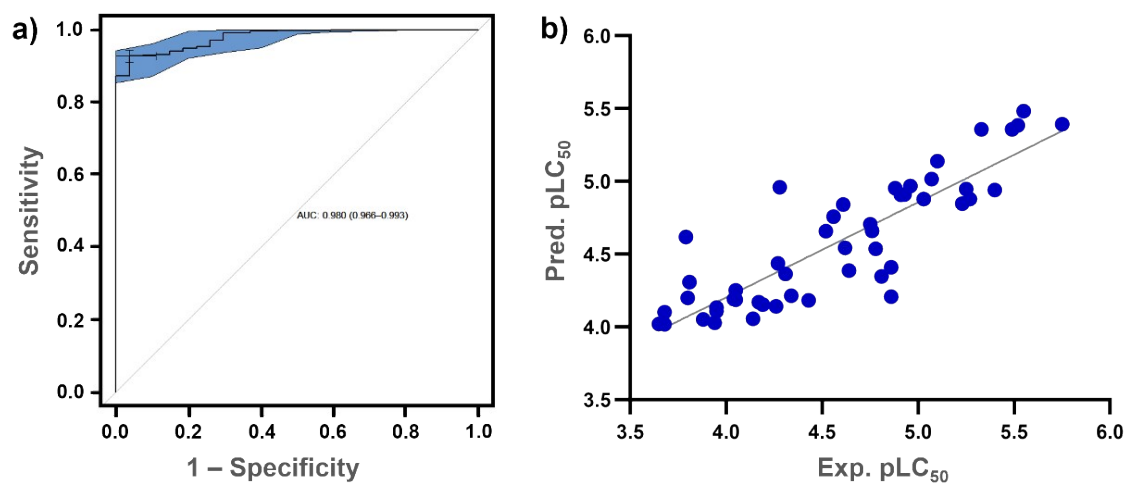 a)
Sensitivity
1.0
0.8
0.6
0.4
0.2
0.0
AUC: 0.980 (0.966–0.993)
0.0 0.2 0.4 0.6 0.8 1.0
1 – Specificity
b)
Pred. pLC50
6.0
5.5
5.0
4.5
4.0
3.5
3.5 4.0 4.5 5.0 5.5 6.0
Exp. pLC50